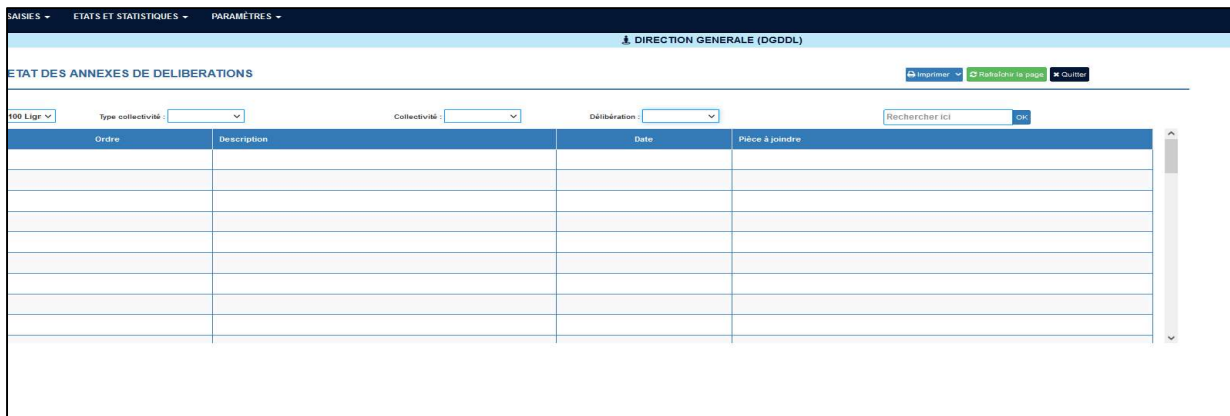 SAISIES ETATS ET STATISTIQUES PARAMÈTRES
DIRECTION GENERALE (DGDDL)
ETAT DES ANNEXES DE DELIBERATIONS Imprimer Rafraîchir la page Quitter
100 Ligr Type collectivité : Collectivité : Délibération : Rechercher ici OK
Ordre Description Date Pièce à joindre